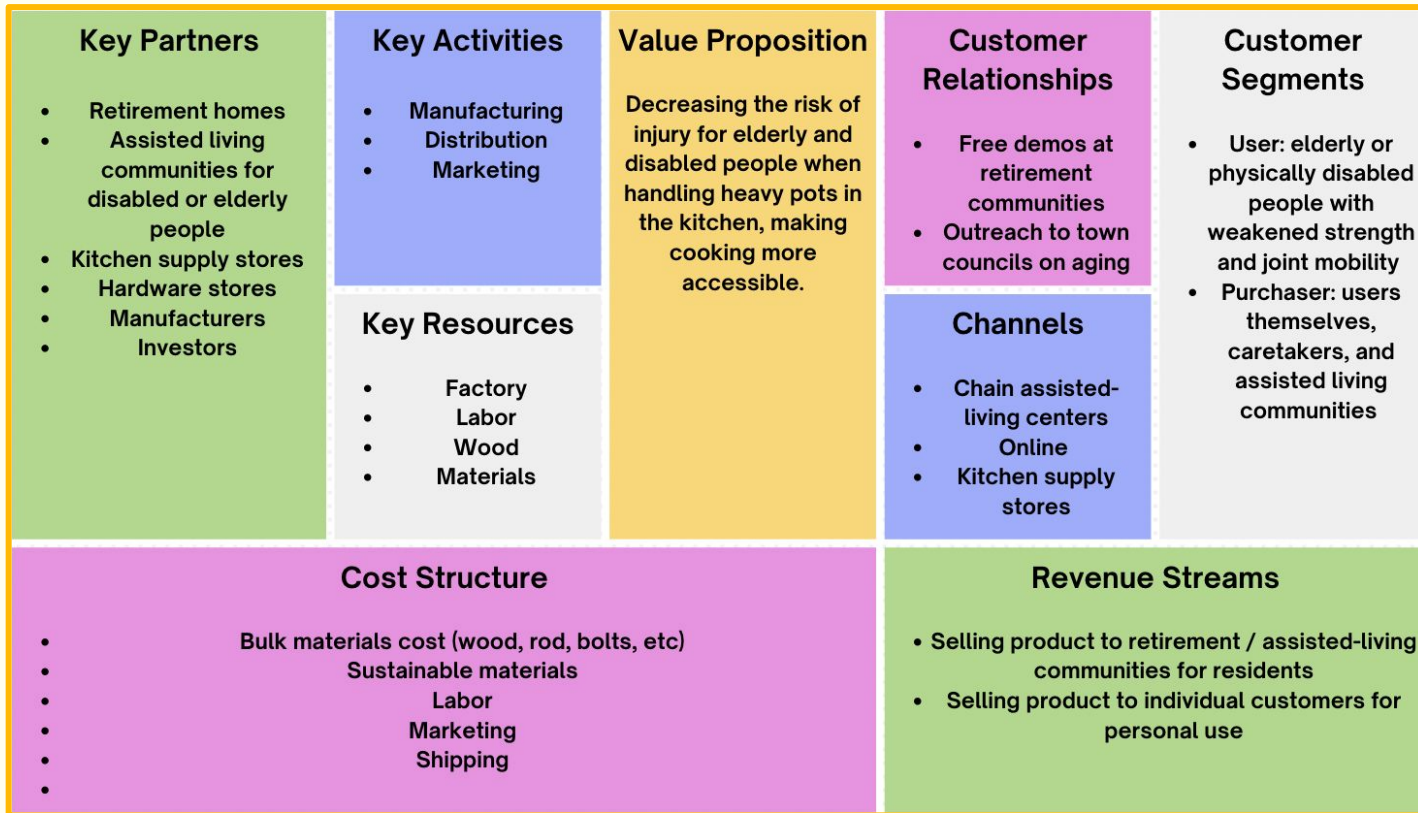 Key Partners
• Retirement homes
• Assisted living
communities for
disabled or elderly
people
• Kitchen supply stores
• Hardware stores
• Manufacturers
• Investors
Key Activities
• Manufacturing
• Distribution
• Marketing
Key Resources
• Factory
• Labor
• Wood
• Materials
Value Proposition
Decreasing the risk of
injury for elderly and
disabled people when
handling heavy pots in
the kitchen, making
cooking more
accessible.
Customer
Relationships
• Free demos at
retirement
communities
• Outreach to town
councils on aging
Channels
• Chain assisted-
living centers
• Online
• Kitchen supply
stores
Customer
Segments
• User: elderly or
physically disabled
people with
weakened strength
and joint mobility
• Purchaser: users
themselves,
caretakers, and
assisted living
communities
Cost Structure
• Bulk materials cost (wood, rod, bolts, etc)
• Sustainable materials
• Labor
• Marketing
• Shipping
•
Revenue Streams
• Selling product to retirement / assisted-living
communities for residents
• Selling product to individual customers for
personal use